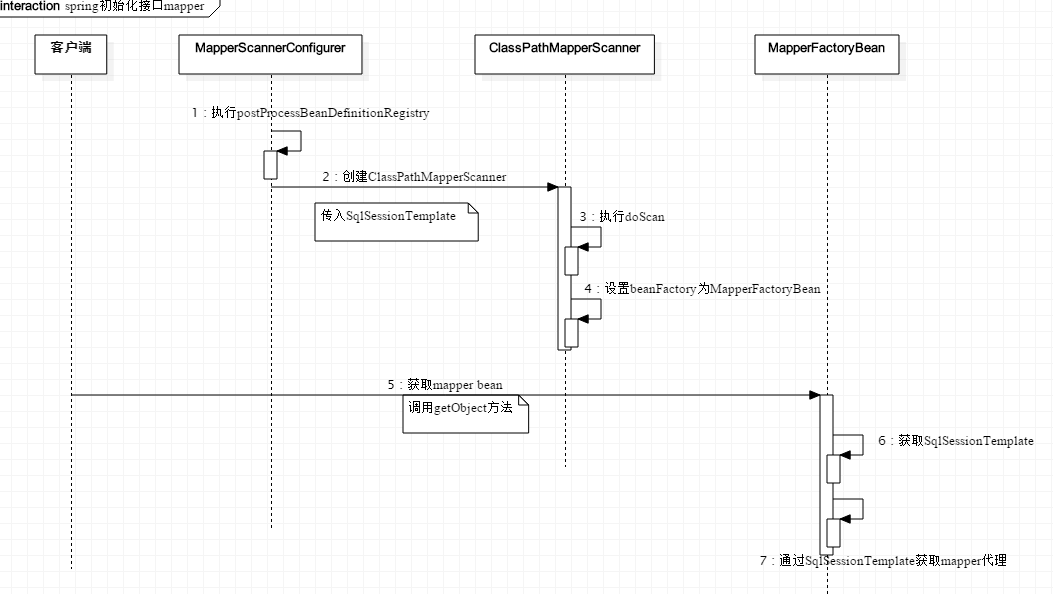 interaction spring初始化接口mapper
客户端
MapperScannerConfigurer
ClassPathMapperScanner
MapperFactoryBean
1：执行postProcessBeanDefinitionRegistry
2：创建ClassPathMapperScanner
传入SqlSessionTemplate
3：执行doScan
4：设置beanFactory为MapperFactoryBean
5：获取mapper bean
调用getObject方法
6：获取SqlSessionTemplate
7：通过SqlSessionTemplate获取mapper代理